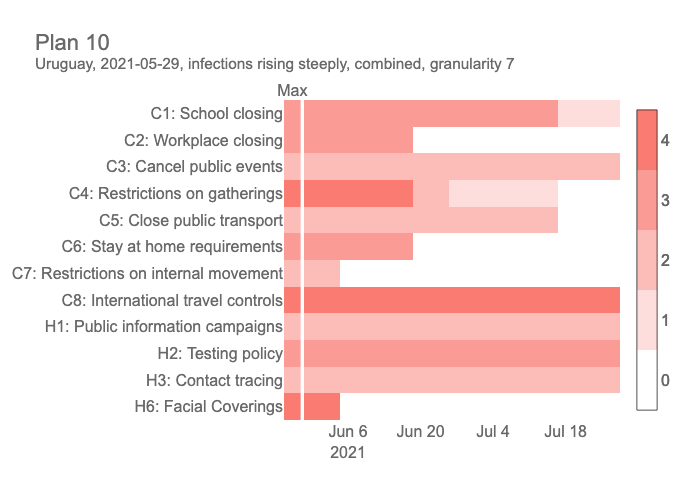 Plan 10
Uruguay, 2021-05-29, infections rising steeply, combined, granularity 7
Max
C1: School closing
C2: Workplace closing
C3: Cancel public events
C4: Restrictions on gatherings
C5: Close public transport
C6: Stay at home requirements
C7: Restrictions on internal movement
C8: International travel controls
H1: Public information campaigns
H2: Testing policy
H3: Contact tracing
H6: Facial Coverings
Jun 6 Jun 20 Jul 4 Jul 18
2021
4
3
2
1
0